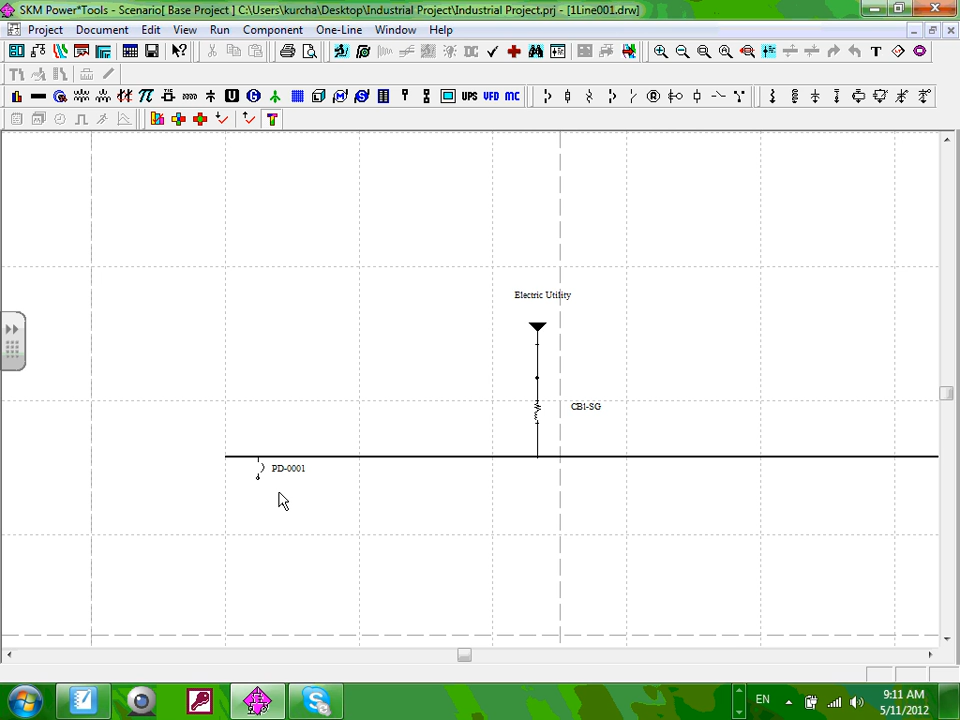 SKM Power*Tools - Scenario[ Base Project ] C:\Users\kurcha\Desktop\Industrial Project\Industrial Project.prj - [1Line001.drw]
Project Document Edit View Run Component One-Line Window Help
DC T
UPS VFD MC
Electric Utility
CB1-SG
PD-0001
EN
9:11 AM
5/11/2012